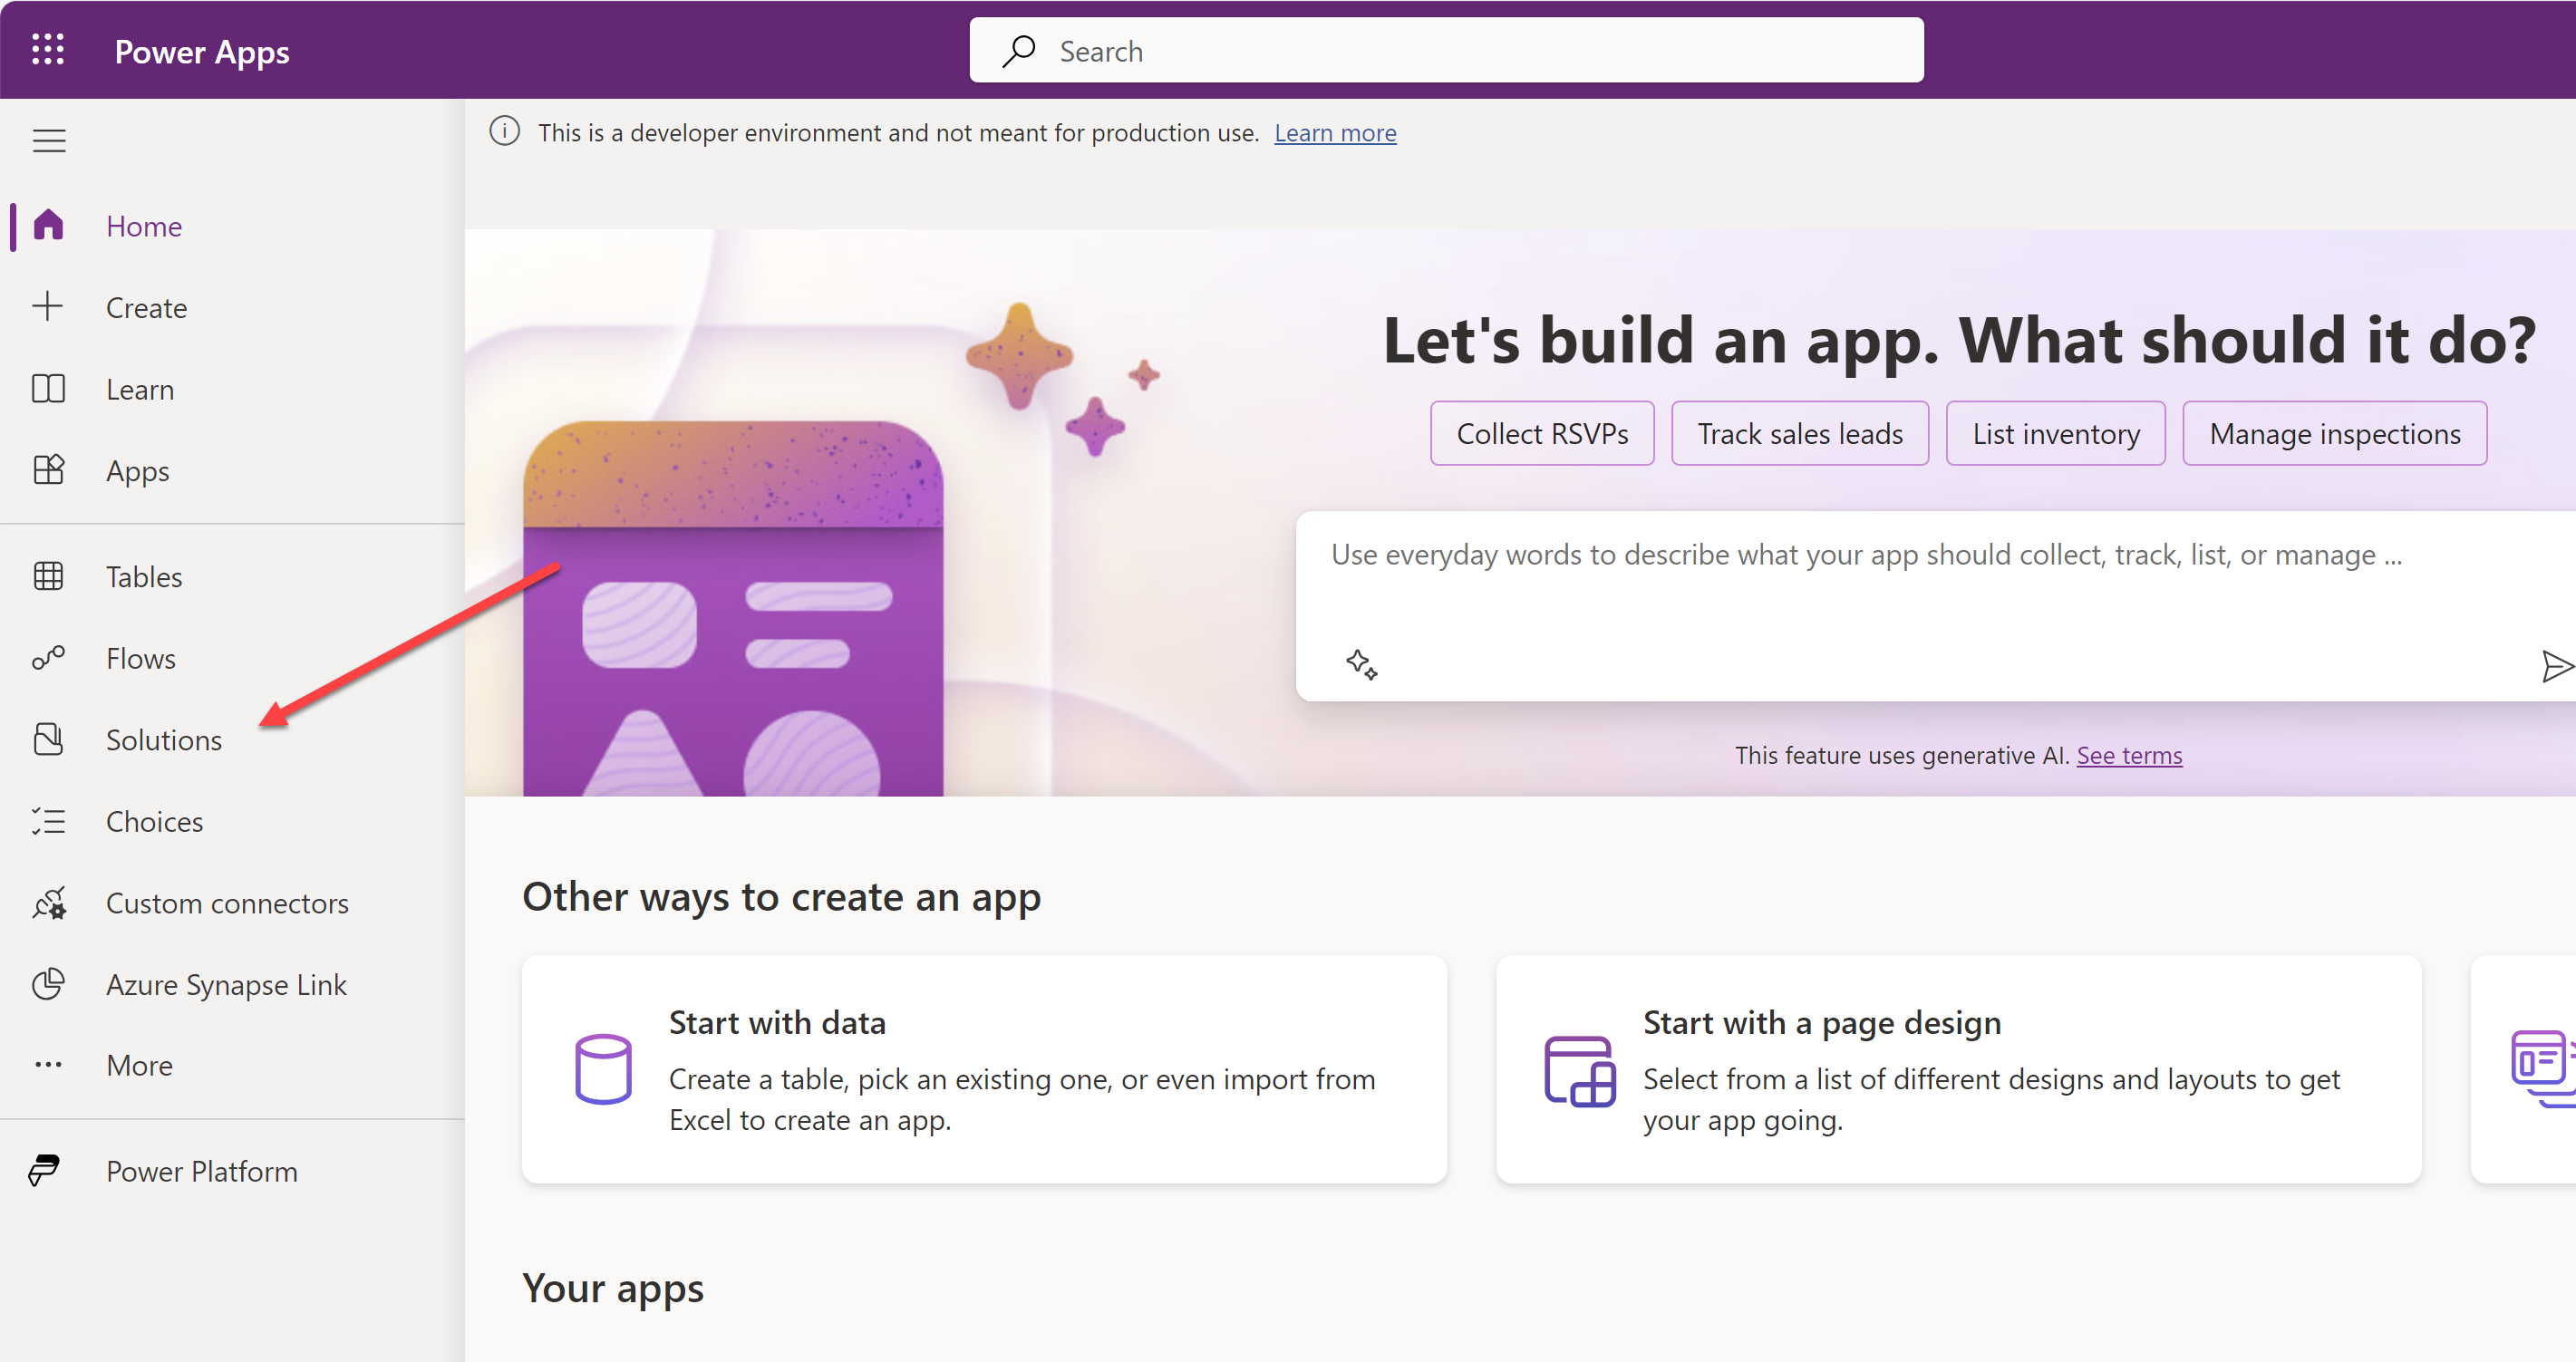 Power Apps
Search
This is a developer environment and not meant for production use. Learn more
Home
Create
Learn
Apps
Tables
Flows
Solutions
Choices
Custom connectors
Azure Synapse Link
More
Power Platform
Let's build an app. What should it do?
Collect RSVPs
Track sales leads
List inventory
Manage inspections
Use everyday words to describe what your app should collect, track, list, or manage ...
This feature uses generative AI. See terms
Other ways to create an app
Start with data
Create a table, pick an existing one, or even import from
Excel to create an app.
Start with a page design
Select from a list of different designs and layouts to get
your app going.
Your apps